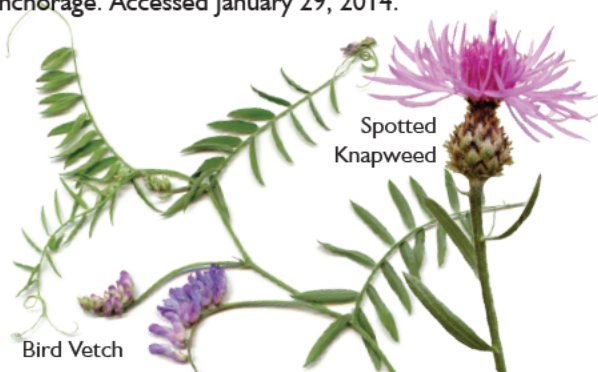 nchorage. Accessed January 29, 2014.
Spotted
Knapweed
Bird Vetch